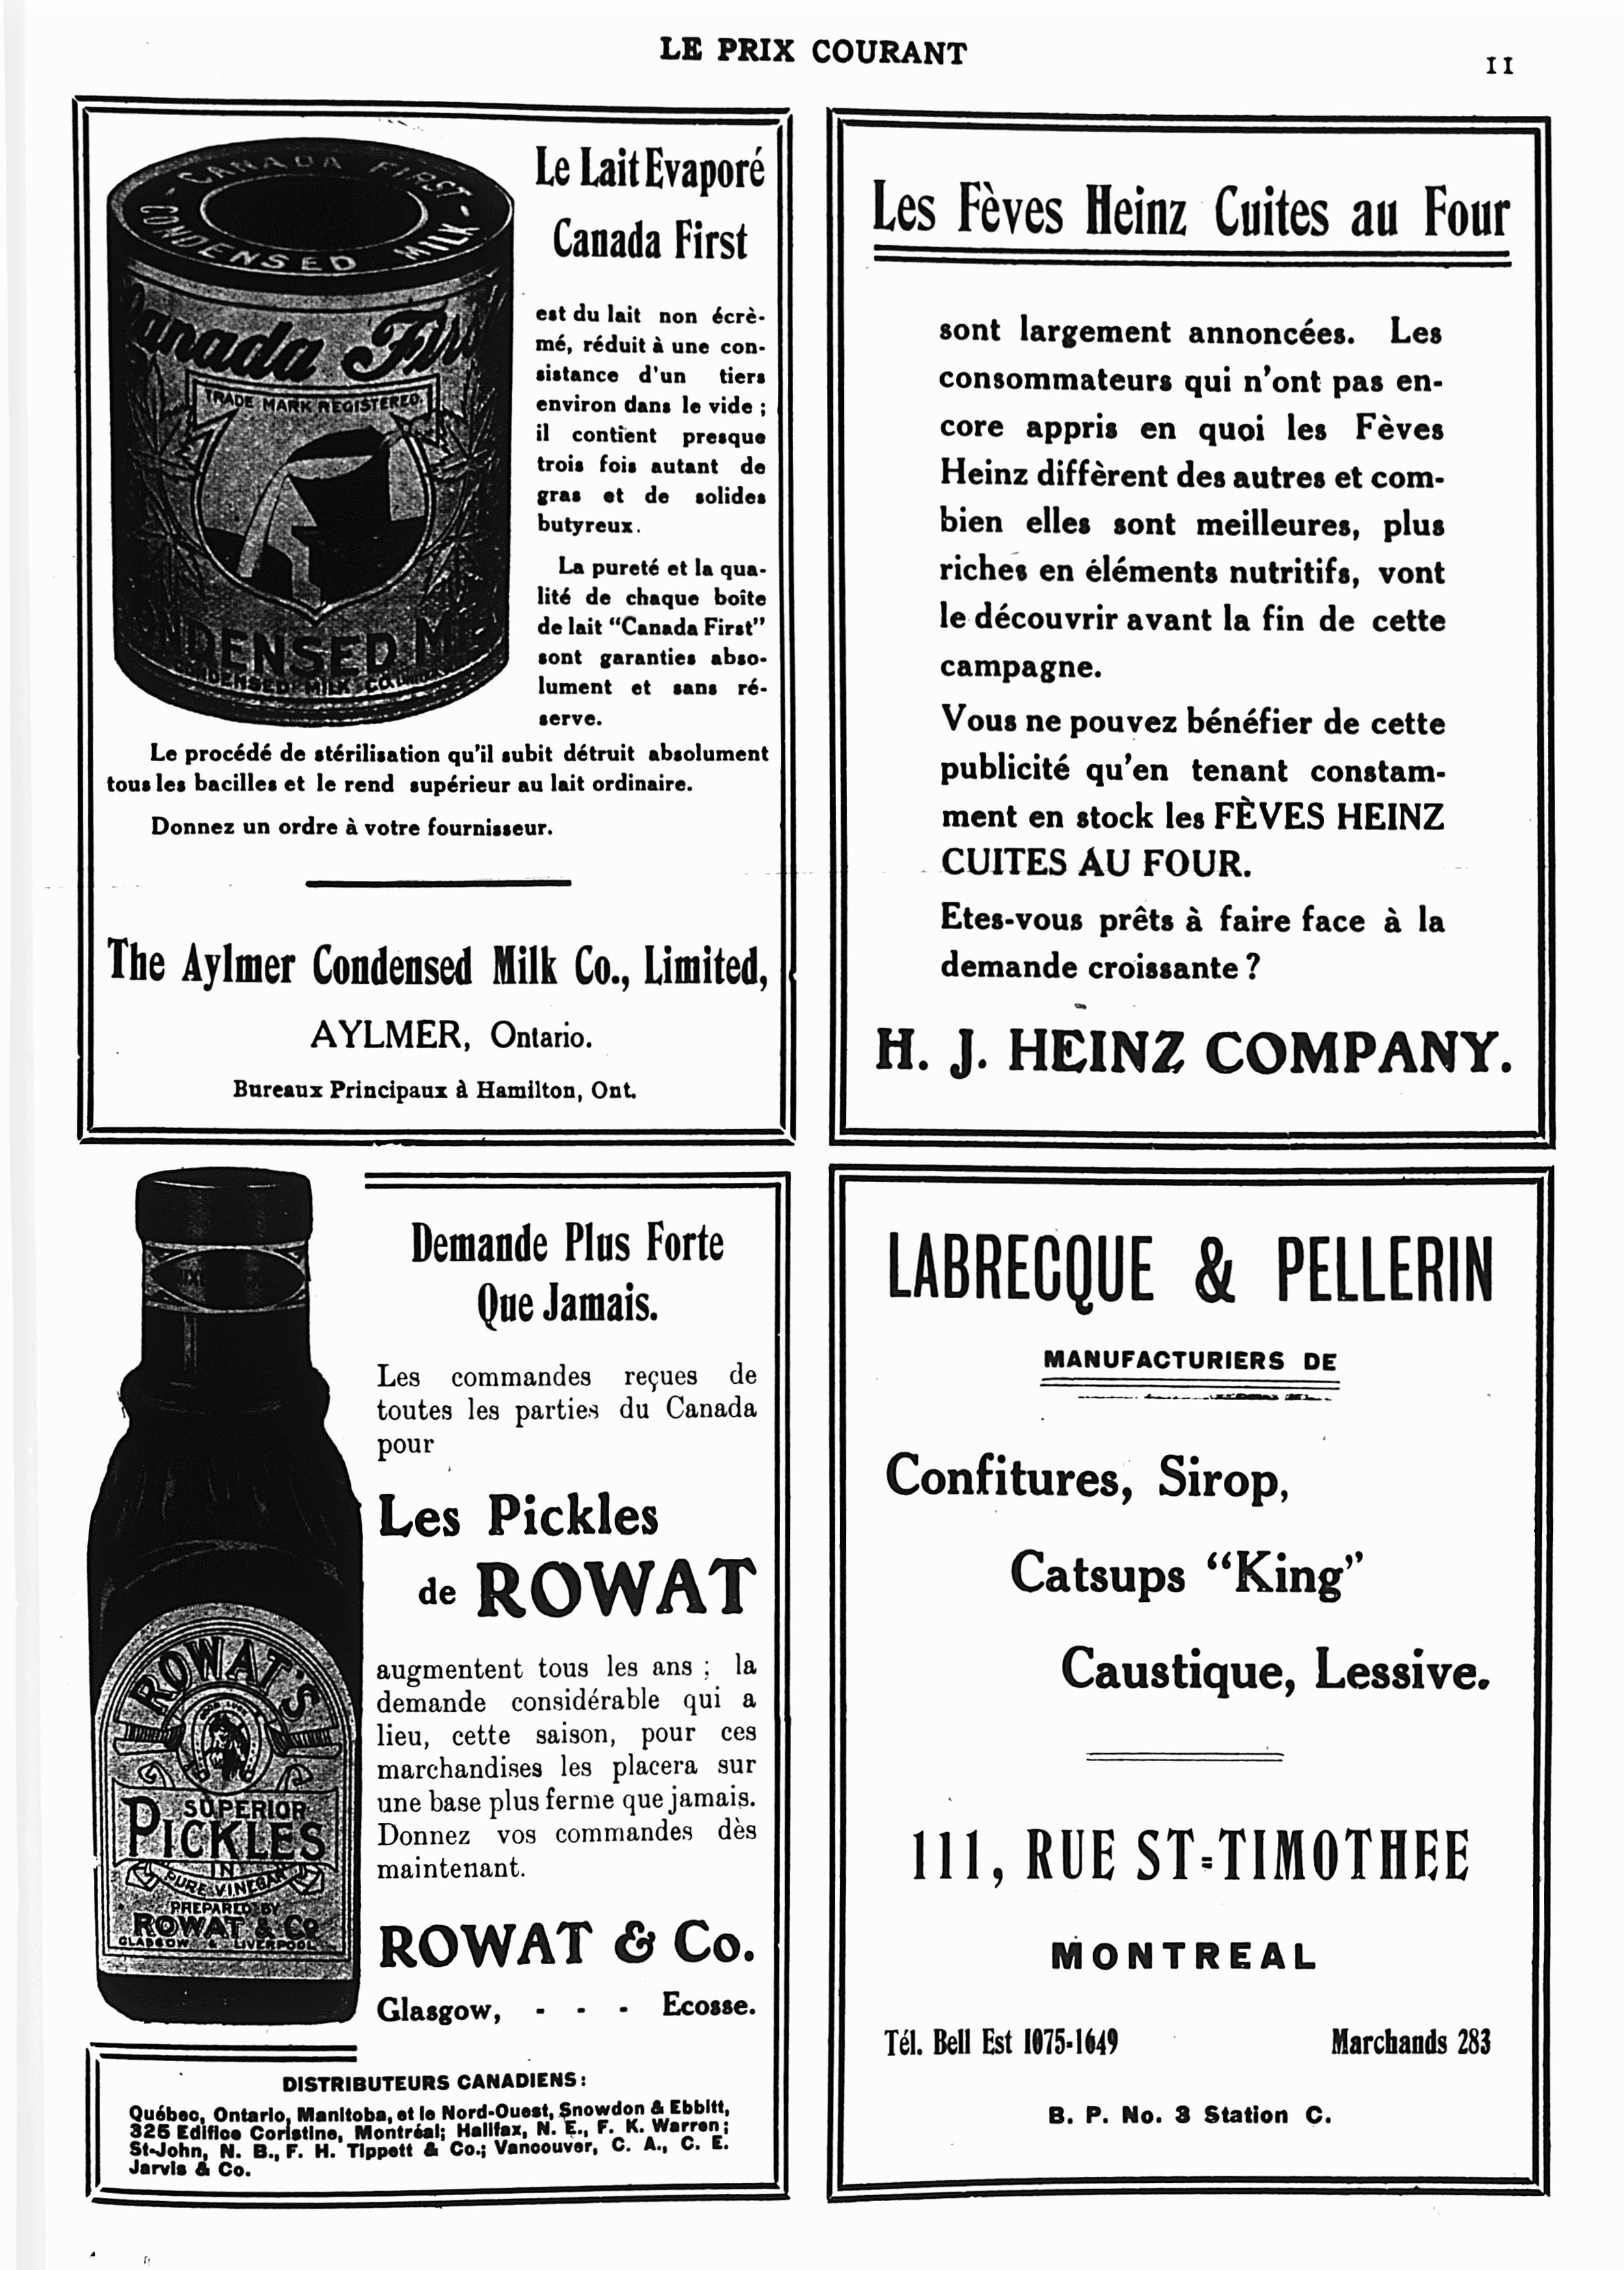 LE PRIX COURANT
11
CANADA FIRST
CONDENSED MILK
Canada First
TRADE MARK REGISTERED.
CONDENSED MILK CO
Le Lait Evaporé
Canada First
est du lait non écrè-
mé, réduit à une con-
sistance d'un tiers
environ dans le vide ;
il contient presque
trois fois autant de
gras et de solides
butyreux.
La pureté et la qua-
lité de chaque boîte
de lait "Canada First"
sont garanties abso-
lument et sans ré-
serve.
Le procédé de stérilisation qu'il subit détruit absolument
tous les bacilles et le rend supérieur au lait ordinaire.
Donnez un ordre à votre fournisseur.
The Aylmer Condensed Milk Co., Limited,
AYLMER, Ontario.
Bureaux Principaux à Hamilton, Ont.
Les Fèves Heinz Cuites au Four
sont largement annoncées. Les
consommateurs qui n'ont pas en-
core appris en quoi les Fèves
Heinz diffèrent des autres et com-
bien elles sont meilleures, plus
riches en éléments nutritifs, vont
le découvrir avant la fin de cette
campagne.
Vous ne pouvez bénéfier de cette
publicité qu'en tenant constam-
ment en stock les FÈVES HEINZ
CUITES AU FOUR.
Etes-vous prêts à faire face à la
demande croissante ?
H. J. HEINZ COMPANY.
ROWAT'S
SUPERIOR
PICKLES
IN
PURE VINEGAR
PREPARED BY
ROWAT & Co
GLASGOW & LIVERPOOL
Demande Plus Forte
Que Jamais.
Les commandes reçues de
toutes les parties du Canada
pour
Les Pickles
de ROWAT
augmentent tous les ans ; la
demande considérable qui a
lieu, cette saison, pour ces
marchandises les placera sur
une base plus ferme que jamais.
Donnez vos commandes dès
maintenant.
ROWAT & Co.
Glasgow, - - - Ecosse.
DISTRIBUTEURS CANADIENS:
Québec, Ontario, Manitoba, et le Nord-Ouest, Snowdon & Ebbitt,
325 Edifice Coristine, Montréal; Halifax, N. E., F. K. Warren;
St-John, N. B., F. H. Tippett & Co.; Vancouver, C. A., C. E.
Jarvis & Co.
LABRECQUE & PELLERIN
MANUFACTURIERS DE
Confitures, Sirop,
Catsups "King"
Caustique, Lessive.
111, RUE ST=TIMOTHEE
MONTREAL
Tél. Bell Est 1075-1649 Marchands 283
B. P. No. 3 Station C.